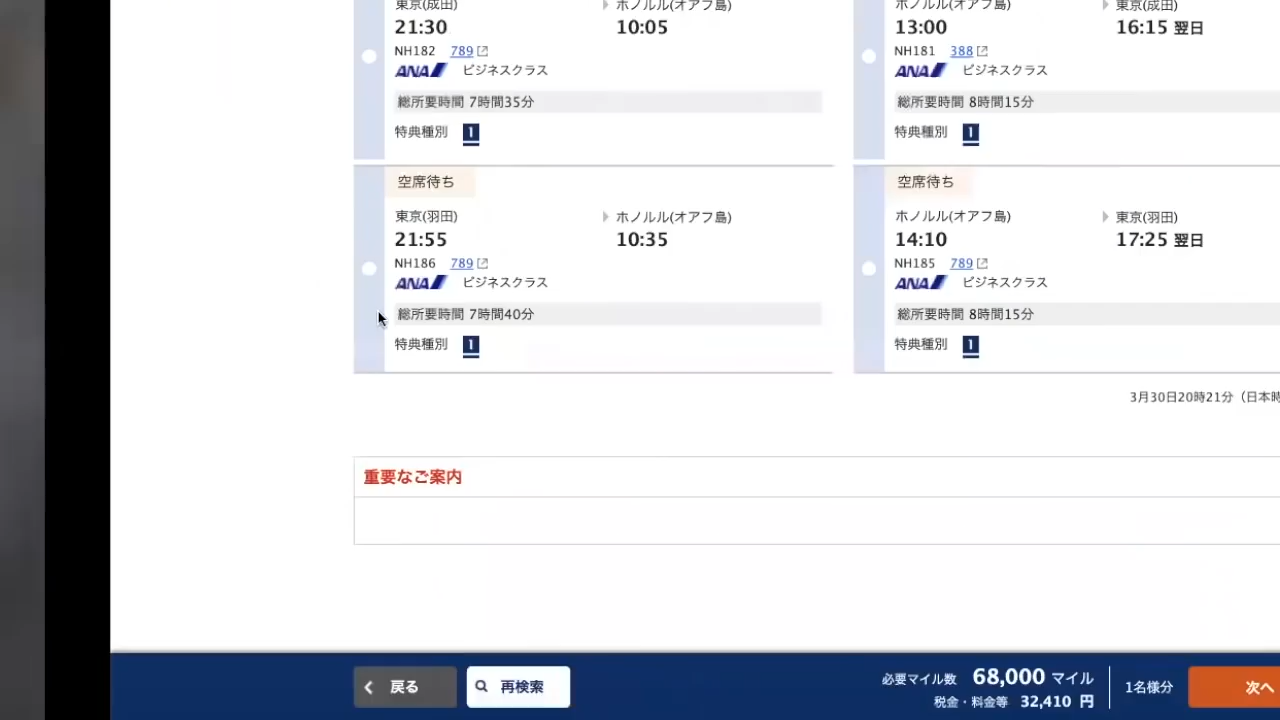 東京(成田) ホノルル(オアフ島)
21:30 10:05
NH182 789
ANA ビジネスクラス
総所要時間 7時間35分
特典種別 1
ホノルル(オアフ島) 東京(成田)
13:00 16:15 翌日
NH181 388
ANA ビジネスクラス
総所要時間 8時間15分
特典種別 1
空席待ち
東京(羽田) ホノルル(オアフ島)
21:55 10:35
NH186 789
ANA ビジネスクラス
総所要時間 7時間40分
特典種別 1
空席待ち
ホノルル(オアフ島) 東京(羽田)
14:10 17:25 翌日
NH185 789
ANA ビジネスクラス
総所要時間 8時間15分
特典種別 1
3月30日20時21分（日本時
重要なご案内
戻る 再検索
必要マイル数 68,000 マイル
税金・料金等 32,410 円
1名様分
次へ